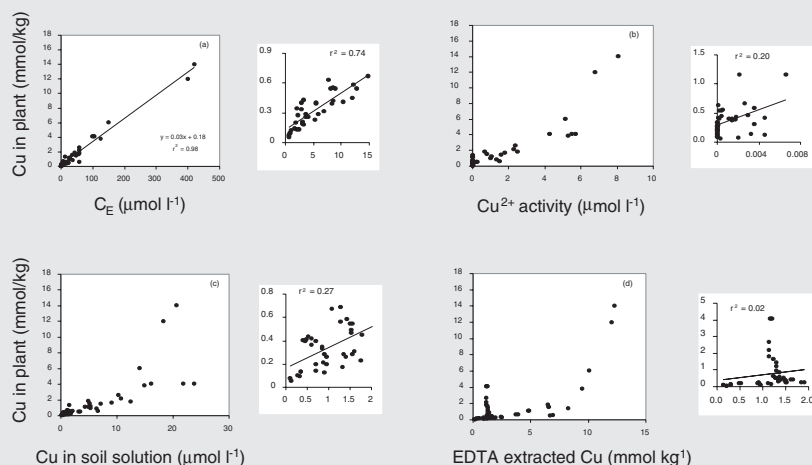 Cu in plant (mmol/kg)
18
16
14
12
10
8
6
4
2
0
(a)
y = 0.03x + 0.18
r² = 0.98
0 100 200 300 400 500
C_E (μmol l⁻¹)
0.9
0.6
0.3
0.0
r² = 0.74
0 5 10 15
18
16
14
12
10
8
6
4
2
0
(b)
0 2 4 6 8 10
Cu²⁺ activity (μmol l⁻¹)
1.5
1.0
0.5
0.0
r² = 0.20
0 0.004 0.008
Cu in plant (mmol/kg)
18
16
14
12
10
8
6
4
2
0
(c)
0 10 20 30
Cu in soil solution (μmol l⁻¹)
0.8
0.6
0.4
0.2
0
r² = 0.27
0 0.5 1 1.5 2
18
16
14
12
10
8
6
4
2
0
(d)
0 5 10 15
EDTA extracted Cu (mmol kg¹)
5
4
3
2
1
0
r² = 0.02
0.0 0.5 1.0 1.5 2.0